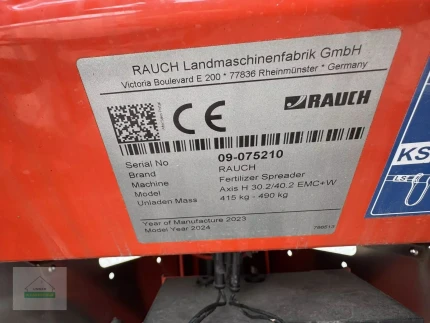 RAUCH Landmaschinenfabrik GmbH
Victoria Boulevard E 200 * 77836 Rheinmünster * Germany
CE
RAUCH
Serial No 09-075210
Brand RAUCH
Machine Fertilizer Spreader
Axis H 30.2/40.2 EMC+W
Unladen Mass 415 kg - 490 kg
Year of Manufacture 2023
Model Year 2024
KS